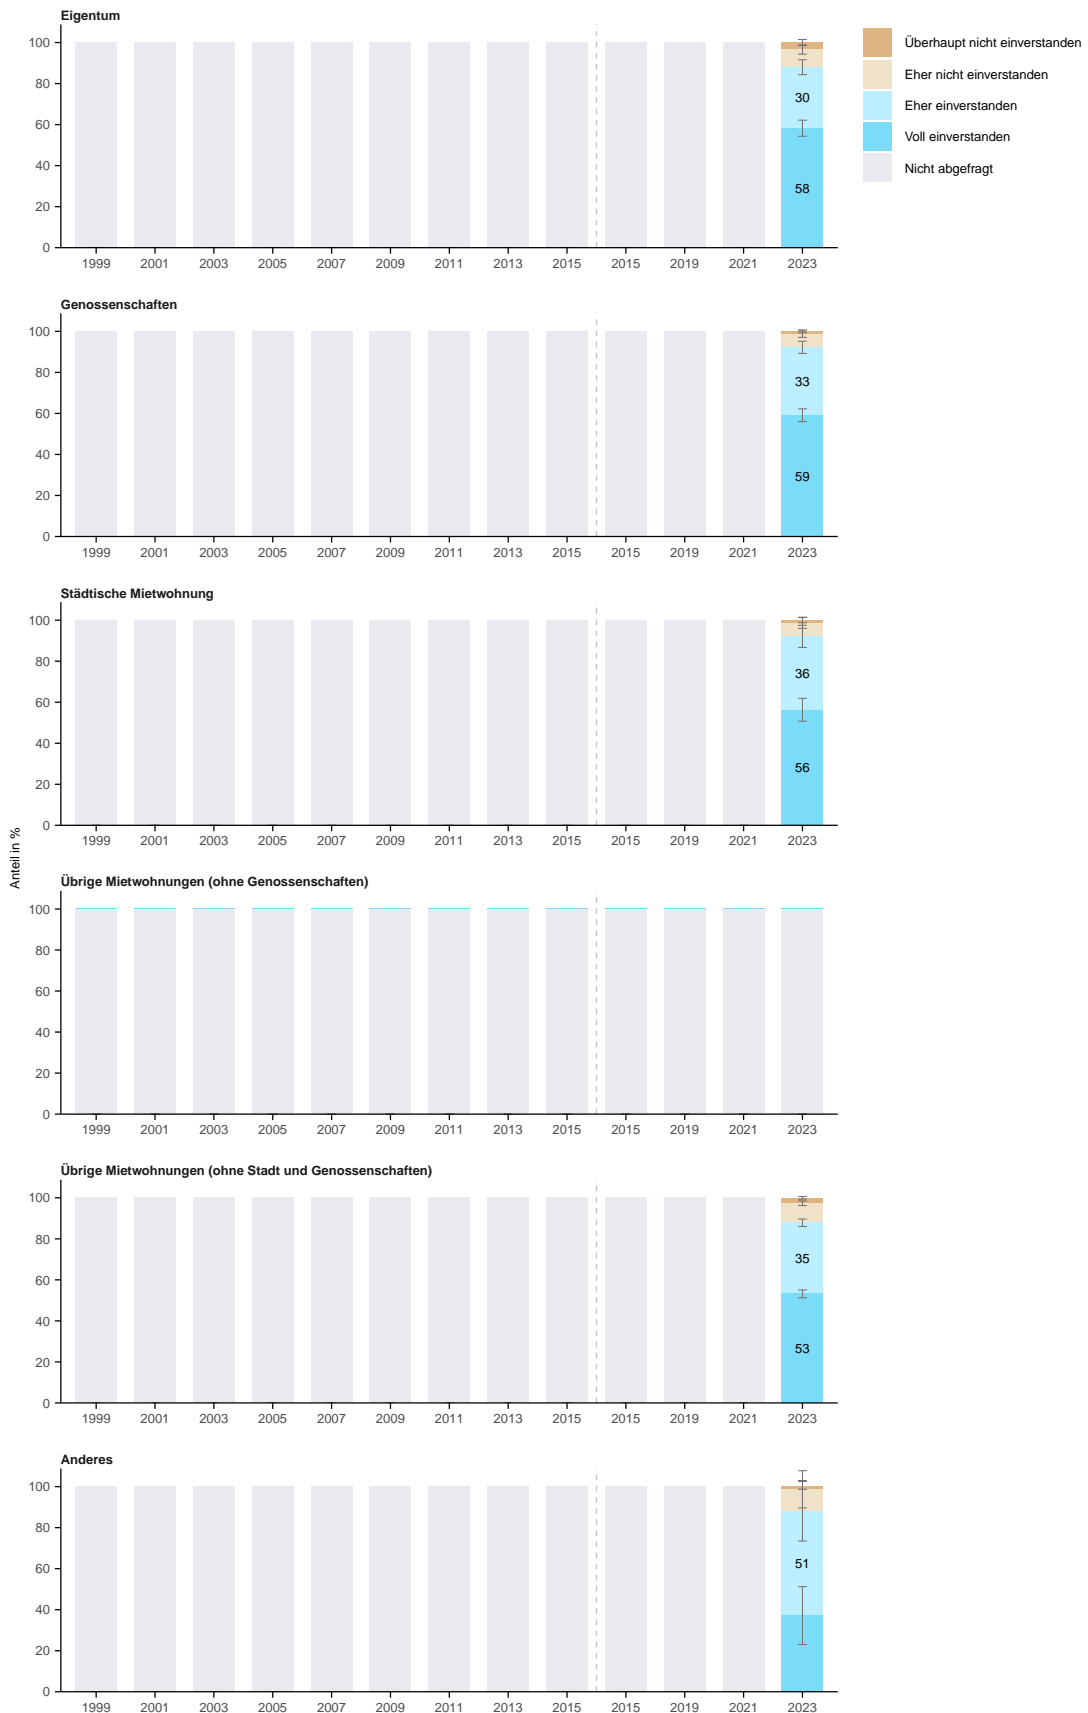 Eigentum
100
80
60
40
20
0
30
58
1999 2001 2003 2005 2007 2009 2011 2013 2015 2015 2019 2021 2023
Überhaupt nicht einverstanden
Eher nicht einverstanden
Eher einverstanden
Voll einverstanden
Nicht abgefragt
Genossenschaften
100
80
60
40
20
0
33
59
1999 2001 2003 2005 2007 2009 2011 2013 2015 2015 2019 2021 2023
Städtische Mietwohnung
100
80
60
40
20
0
36
56
1999 2001 2003 2005 2007 2009 2011 2013 2015 2015 2019 2021 2023
Anteil in %
Übrige Mietwohnungen (ohne Genossenschaften)
100
80
60
40
20
0
1999 2001 2003 2005 2007 2009 2011 2013 2015 2015 2019 2021 2023
Übrige Mietwohnungen (ohne Stadt und Genossenschaften)
100
80
60
40
20
0
35
53
1999 2001 2003 2005 2007 2009 2011 2013 2015 2015 2019 2021 2023
Anderes
100
80
60
40
20
0
51
1999 2001 2003 2005 2007 2009 2011 2013 2015 2015 2019 2021 2023